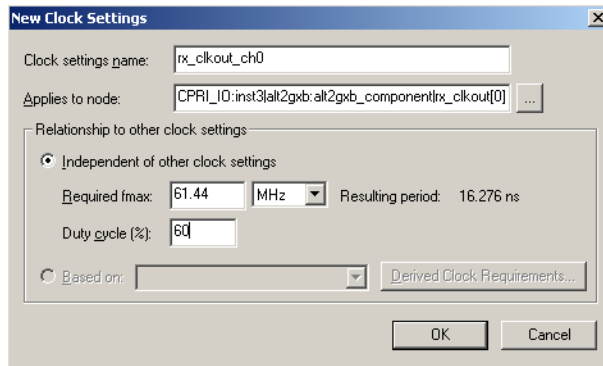 New Clock Settings
Clock settings name: rx_clkout_ch0
Applies to node: CPRI_IO:inst3|alt2gxb:alt2gxb_component|rx_clkout[0] ...
Relationship to other clock settings
Independent of other clock settings
Required fmax: 61.44 MHz Resulting period: 16.276 ns
Duty cycle (%): 60
Based on: Derived Clock Requirements...
OK Cancel